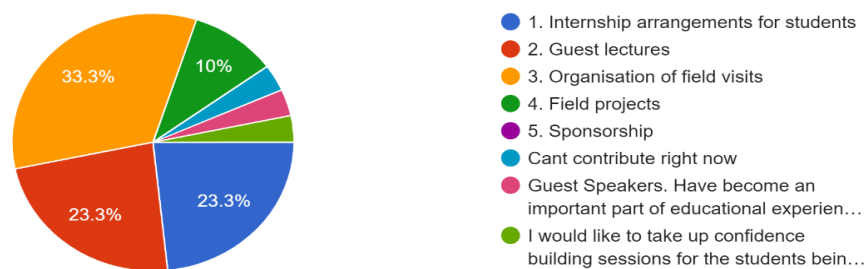 33.3%
10%
23.3%
23.3%
1. Internship arrangements for students
2. Guest lectures
3. Organisation of field visits
4. Field projects
5. Sponsorship
Cant contribute right now
Guest Speakers. Have become an
important part of educational experien…
I would like to take up confidence
building sessions for the students bein…